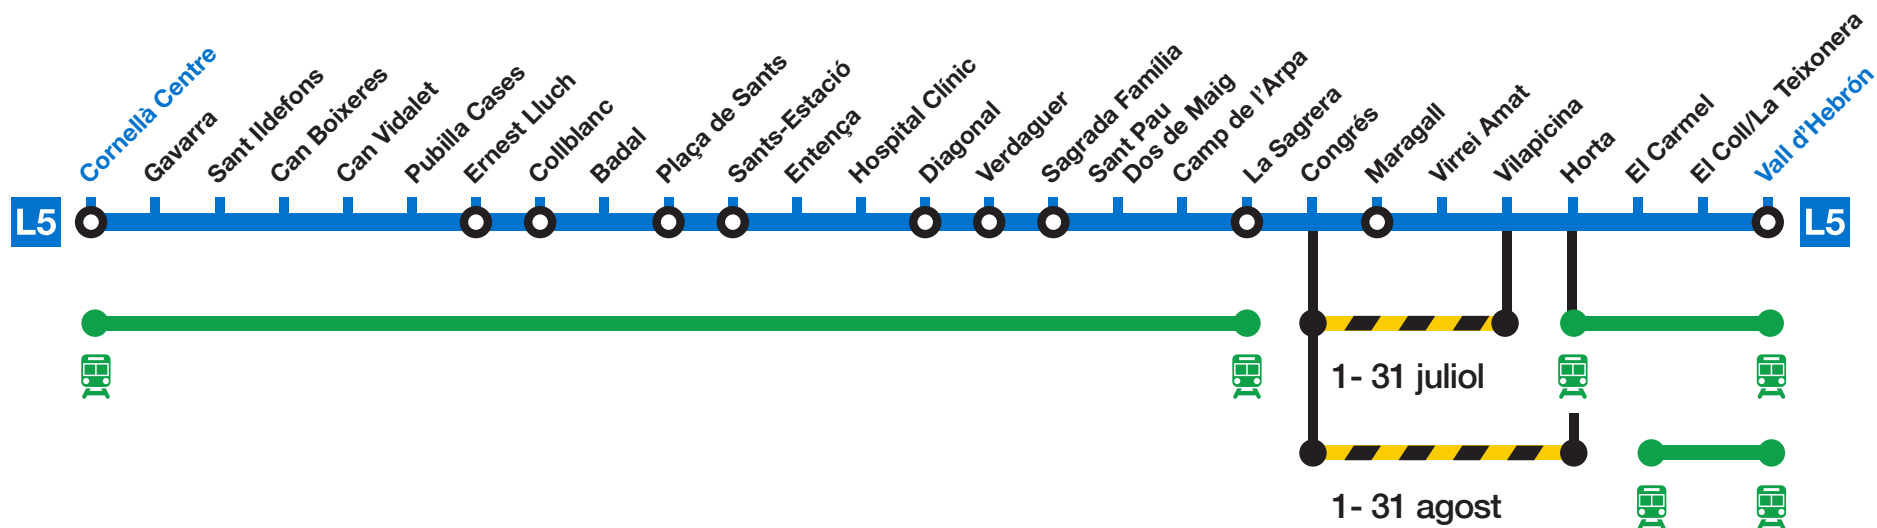 Cornellà Centre
Gavarra
Sant Ildefons
Can Boixeres
Can Vidalet
Pubilla Cases
Ernest Lluch
Collblanc
Badal
Plaça de Sants
Sants-Estació
Entença
Hospital Clínic
Diagonal
Verdaguer
Sagrada Família
Sant Pau
Dos de Maig
Camp de l'Arpa
La Sagrera
Congrés
Maragall
Virrei Amat
Vilapicina
Horta
El Carmel
El Coll/La Teixonera
Vall d'Hebrón
L5
L5
1- 31 juliol
1- 31 agost